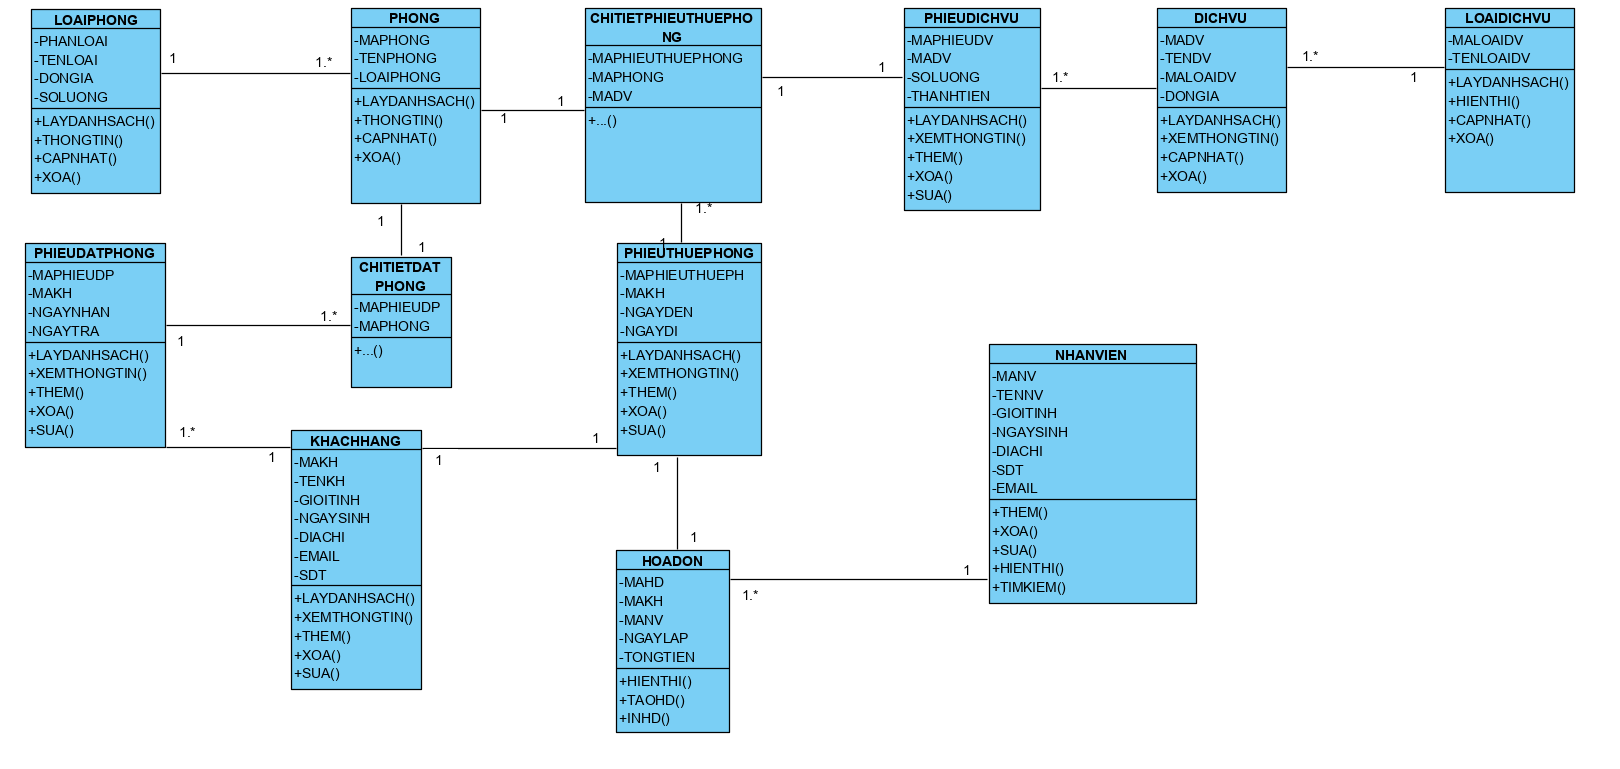 LOAIPHONG
-PHANLOAI
-TENLOAI
-DONGIA
-SOLUONG
+LAYDANHSACH()
+THONGTIN()
+CAPNHAT()
+XOA()
1
1.*
PHONG
-MAPHONG
-TENPHONG
-LOAIPHONG
+LAYDANHSACH()
+THONGTIN()
+CAPNHAT()
+XOA()
1
1
CHITIETPHIEUTHUEPHO
NG
-MAPHIEUTHUEPHONG
-MAPHONG
-MADV
+...()
1
1
PHIEUDICHVU
-MAPHIEUDV
-MADV
-SOLUONG
-THANHTIEN
+LAYDANHSACH()
+XEMTHONGTIN()
+THEM()
+XOA()
+SUA()
1.*
DICHVU
-MADV
-TENDV
-MALOAIDV
-DONGIA
+LAYDANHSACH()
+XEMTHONGTIN()
+CAPNHAT()
+XOA()
1.*
1
LOAIDICHVU
-MALOAIDV
-TENLOAIDV
+LAYDANHSACH()
+HIENTHI()
+CAPNHAT()
+XOA()
1
1
1.*
1
PHIEUDATPHONG
-MAPHIEUDP
-MAKH
-NGAYNHAN
-NGAYTRA
+LAYDANHSACH()
+XEMTHONGTIN()
+THEM()
+XOA()
+SUA()
1
1.*
CHITIETDAT
PHONG
-MAPHIEUDP
-MAPHONG
+...()
PHIEUTHUEPHONG
-MAPHIEUTHUEPH
-MAKH
-NGAYDEN
-NGAYDI
+LAYDANHSACH()
+XEMTHONGTIN()
+THEM()
+XOA()
+SUA()
NHANVIEN
-MANV
-TENNV
-GIOITINH
-NGAYSINH
-DIACHI
-SDT
-EMAIL
+THEM()
+XOA()
+SUA()
+HIENTHI()
+TIMKIEM()
1.*
1
KHACHHANG
-MAKH
-TENKH
-GIOITINH
-NGAYSINH
-DIACHI
-EMAIL
-SDT
+LAYDANHSACH()
+XEMTHONGTIN()
+THEM()
+XOA()
+SUA()
1
1
1
1
HOADON
-MAHD
-MAKH
-MANV
-NGAYLAP
-TONGTIEN
+HIENTHI()
+TAOHD()
+INHD()
1.*
1